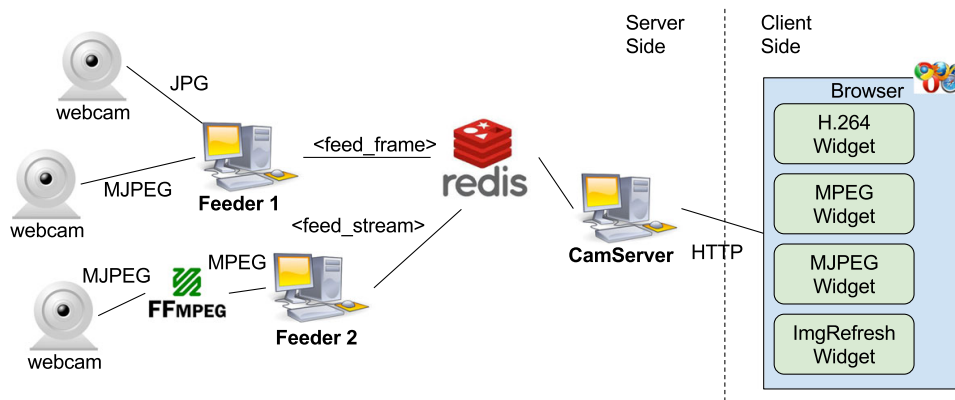 Server
Side
Client
Side
webcam
JPG
Browser
H.264
Widget
<feed_frame>
redis
MJPEG
Feeder 1
webcam
MPEG
Widget
<feed_stream>
CamServer
HTTP
MJPEG
Widget
MJPEG
FFMPEG
MPEG
Feeder 2
webcam
ImgRefresh
Widget